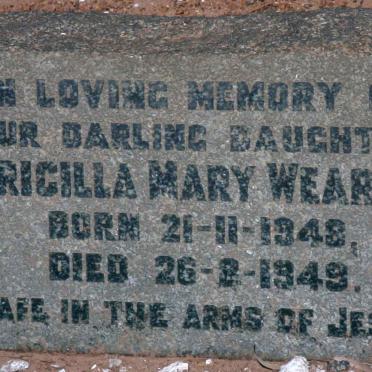 N LOVING MEMORY
UR DARLING DAUGHT
RICILLA MARY WEAR
BORN 21-11-1948,
DIED 26-2-1949.
AFE IN THE ARMS OF JES